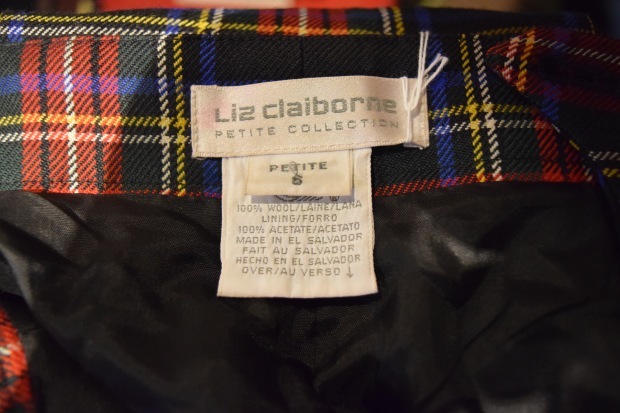 Liz claiborne
PETITE COLLECTION
PETITE
6
100% WOOL/LAINE/LANA
LINING/FORRO
100% ACETATE/ACETATO
MADE IN EL SALVADOR
FAIT AU SALVADOR
HECHO EN EL SALVADOR
OVER/AU VERSO ↓